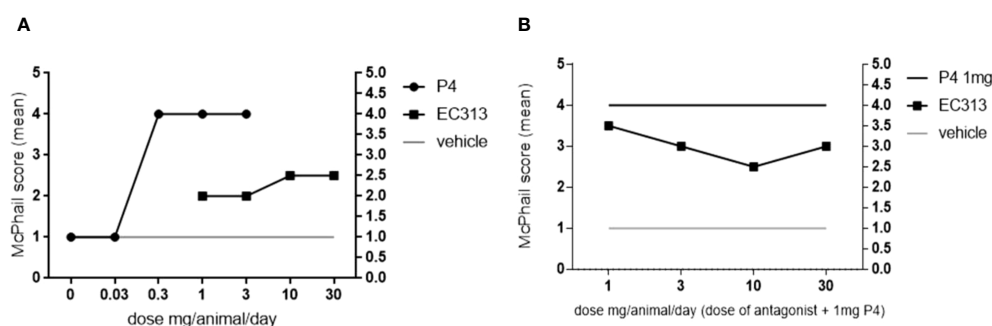 A
McPhail score (mean)
5
4
3
2
1
0
5.0
4.5
4.0
3.5
3.0
2.5
2.0
1.5
1.0
0.5
0.0
0 0.03 0.3 1 3 10 30
dose mg/animal/day
P4
EC313
vehicle
B
McPhail score (mean)
5
4
3
2
1
0
5.0
4.5
4.0
3.5
3.0
2.5
2.0
1.5
1.0
0.5
0.0
1 3 10 30
dose mg/animal/day (dose of antagonist + 1mg P4)
P4 1mg
EC313
vehicle